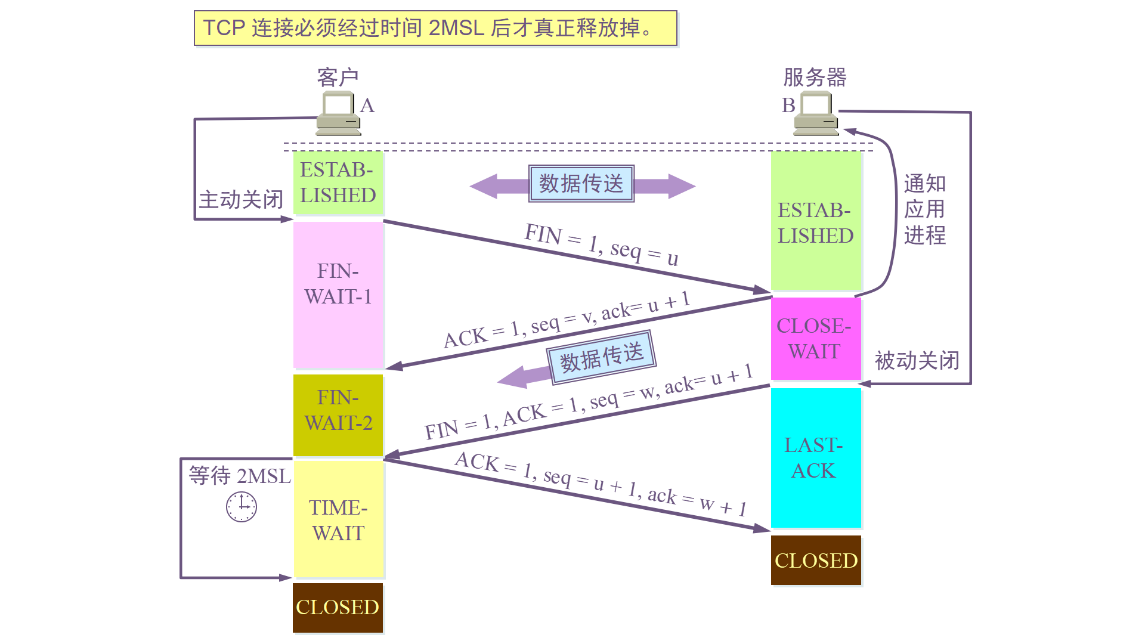 TCP 连接必须经过时间 2MSL 后才真正释放掉。
客户
服务器
A
B
ESTAB-
LISHED
数据传送
通知
应用
进程
主动关闭
ESTAB-
LISHED
FIN = 1, seq = u
FIN-
WAIT-1
ACK = 1, seq = v, ack= u + 1
CLOSE-
WAIT
数据传送
被动关闭
FIN-
WAIT-2
FIN = 1, ACK = 1, seq = w, ack= u + 1
LAST-
ACK
等待 2MSL
ACK = 1, seq = u + 1, ack = w + 1
TIME-
WAIT
CLOSED
CLOSED